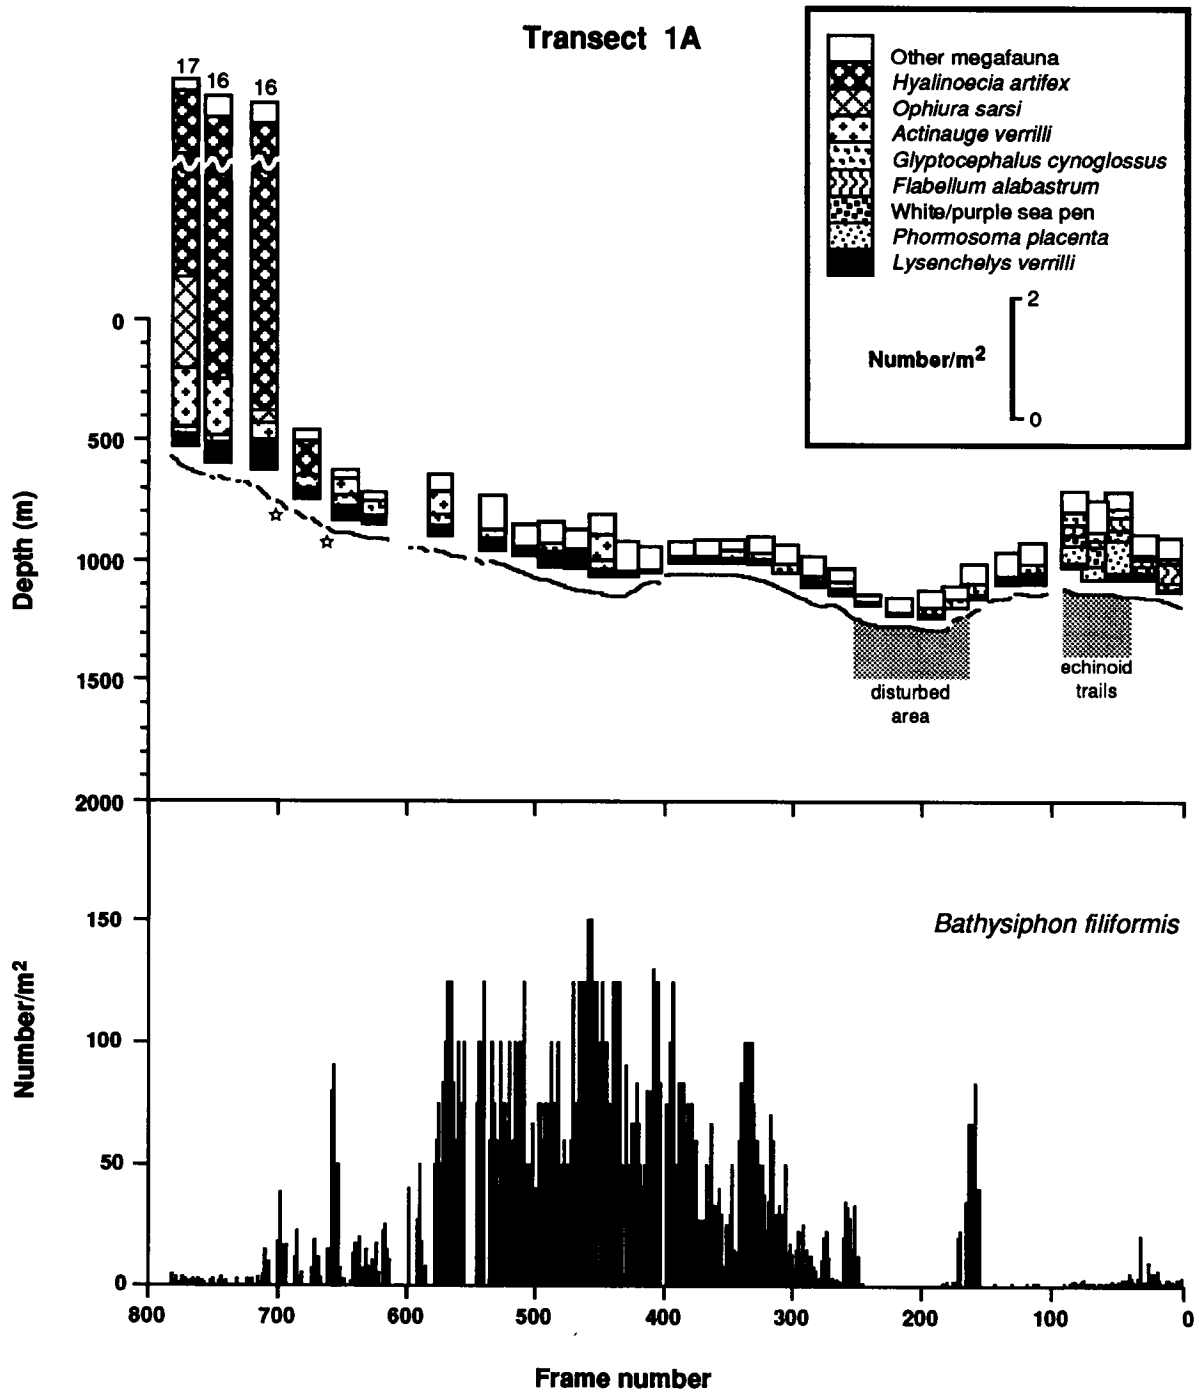 Transect 1A
Other megafauna
Hyalinoecia artifex
Ophiura sarsi
Actinauge verrilli
Glyptocephalus cynoglossus
Flabellum alabastrum
White/purple sea pen
Phormosoma placenta
Lysenchelys verrilli
2
Number/m2
0
17
16
16
0
500
1000
1500
2000
Depth (m)
disturbed
area
echinoid
trails
Bathysiphon filiformis
150
100
50
0
Number/m2
800
700
600
500
400
300
200
100
0
Frame number